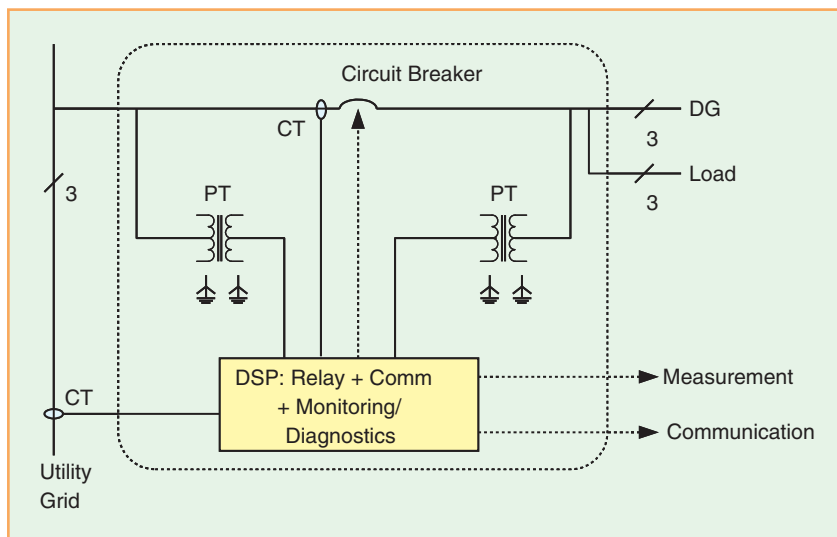 Circuit Breaker
CT
DG
3
Load
3
3
PT
PT
DSP: Relay + Comm
+ Monitoring/
Diagnostics
Measurement
CT
Communication
Utility
Grid